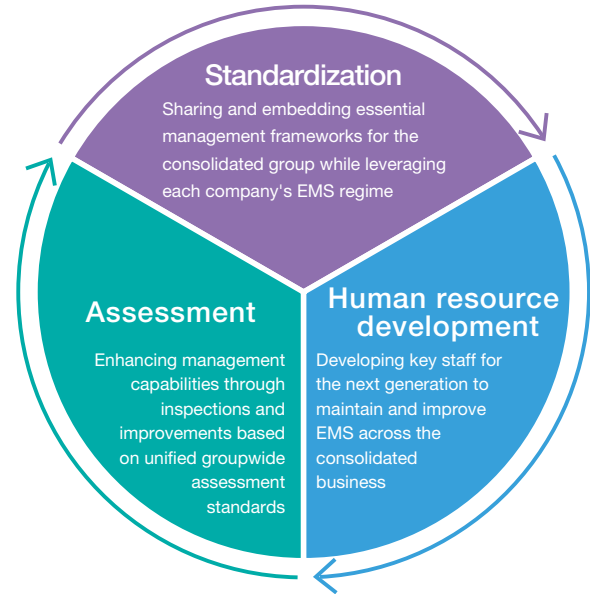 Standardization
Sharing and embedding essential
management frameworks for the
consolidated group while leveraging
each company's EMS regime
Human resource
development
Developing key staff for
the next generation to
maintain and improve
EMS across the
consolidated
business
Assessment
Enhancing management
capabilities through
inspections and
improvements based
on unified groupwide
assessment
standards